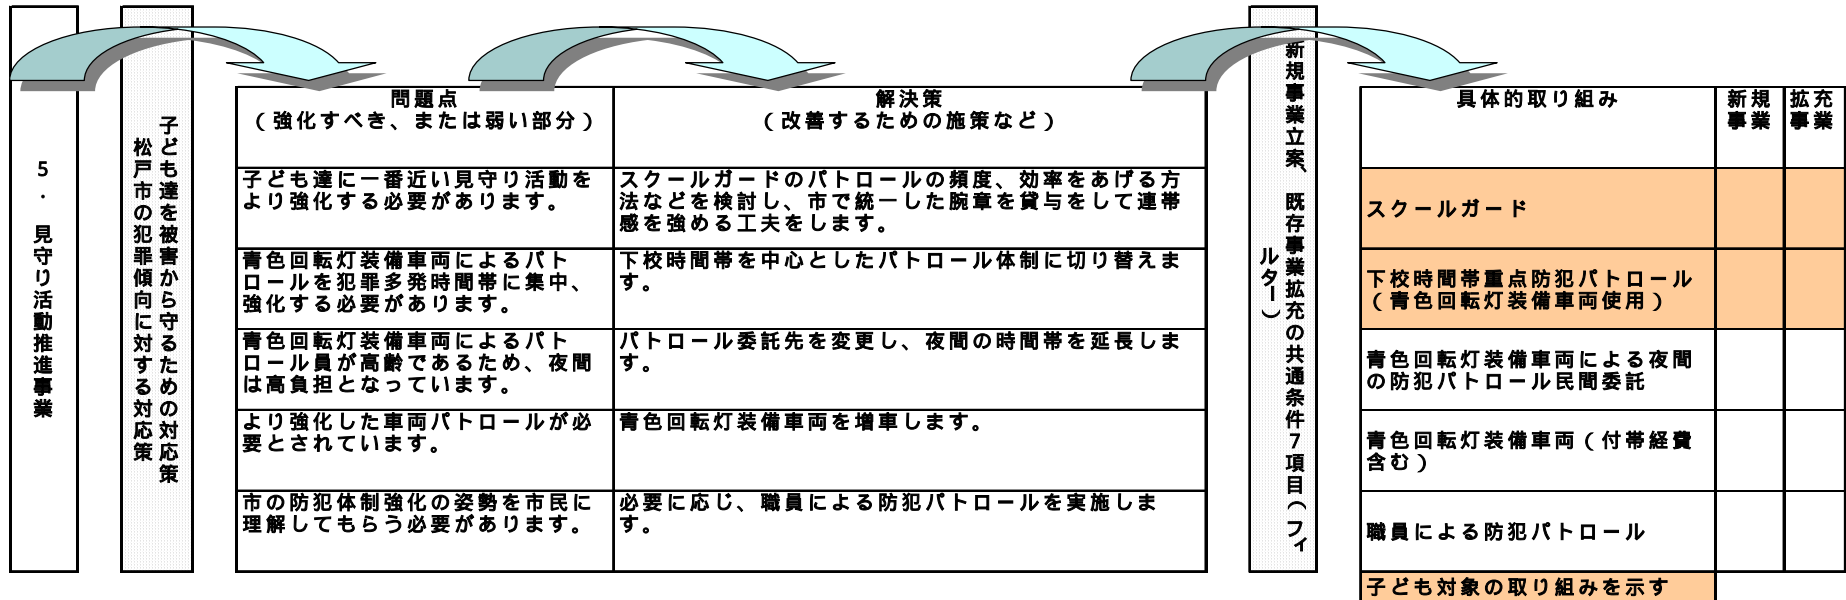 5．見守り活動推進事業
子ども達を被害から守るための対応策
松戸市の犯罪傾向に対する対応策
問題点
（強化すべき、または弱い部分）
解決策
（改善するための施策など）
子ども達に一番近い見守り活動を
より強化する必要があります。
スクールガードのパトロールの頻度、効率をあげる方
法などを検討し、市で統一した腕章を貸与をして連帯
感を強める工夫をします。
青色回転灯装備車両によるパト
ロールを犯罪多発時間帯に集中、
強化する必要があります。
下校時間帯を中心としたパトロール体制に切り替えま
す。
青色回転灯装備車両によるパト
ロール員が高齢であるため、夜間
は高負担となっています。
パトロール委託先を変更し、夜間の時間帯を延長しま
す。
より強化した車両パトロールが必
要とされています。
青色回転灯装備車両を増車します。
市の防犯体制強化の姿勢を市民に
理解してもらう必要があります。
必要に応じ、職員による防犯パトロールを実施しま
す。
新規事業立案、既存事業拡充の共通条件7項目（フィ
ルター）
具体的取り組み
新規
事業
拡充
事業
スクールガード
下校時間帯重点防犯パトロール
（青色回転灯装備車両使用）
青色回転灯装備車両による夜間
の防犯パトロール民間委託
青色回転灯装備車両（付帯経費
含む）
職員による防犯パトロール
子ども対象の取り組みを示す